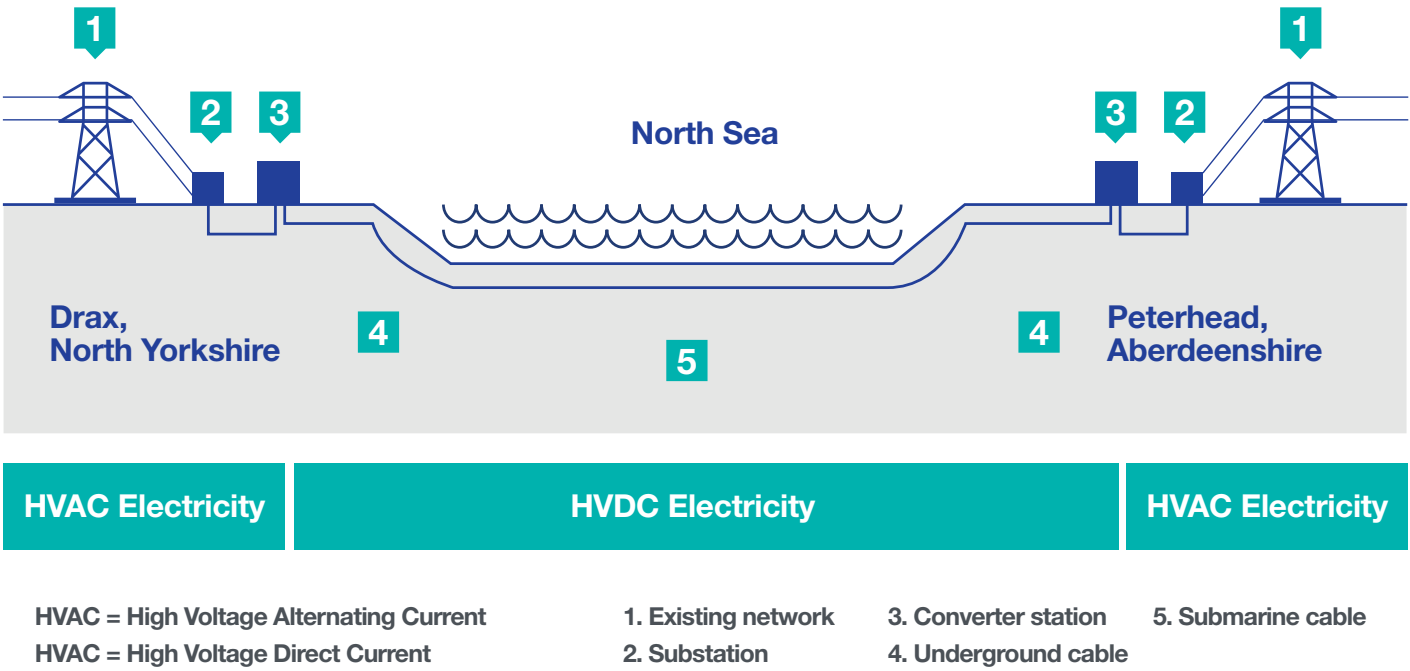 1
1
2
3
3
2
North Sea
Drax,
North Yorkshire
4
5
4
Peterhead,
Aberdeenshire
HVAC Electricity
HVDC Electricity
HVAC Electricity
HVAC = High Voltage Alternating Current
HVAC = High Voltage Direct Current
1. Existing network
2. Substation
3. Converter station
4. Underground cable
5. Submarine cable